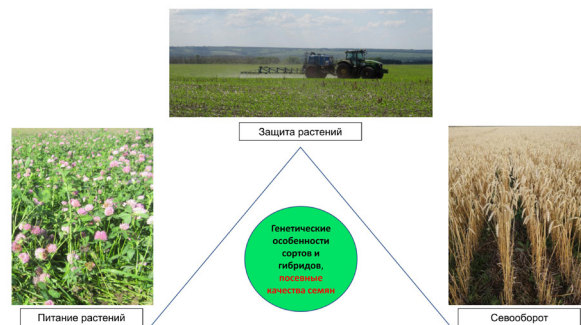 Защита растений
Генетические
особенности
сортов и
гибридов,
посевные
качества семян
Питание растений
Севооборот